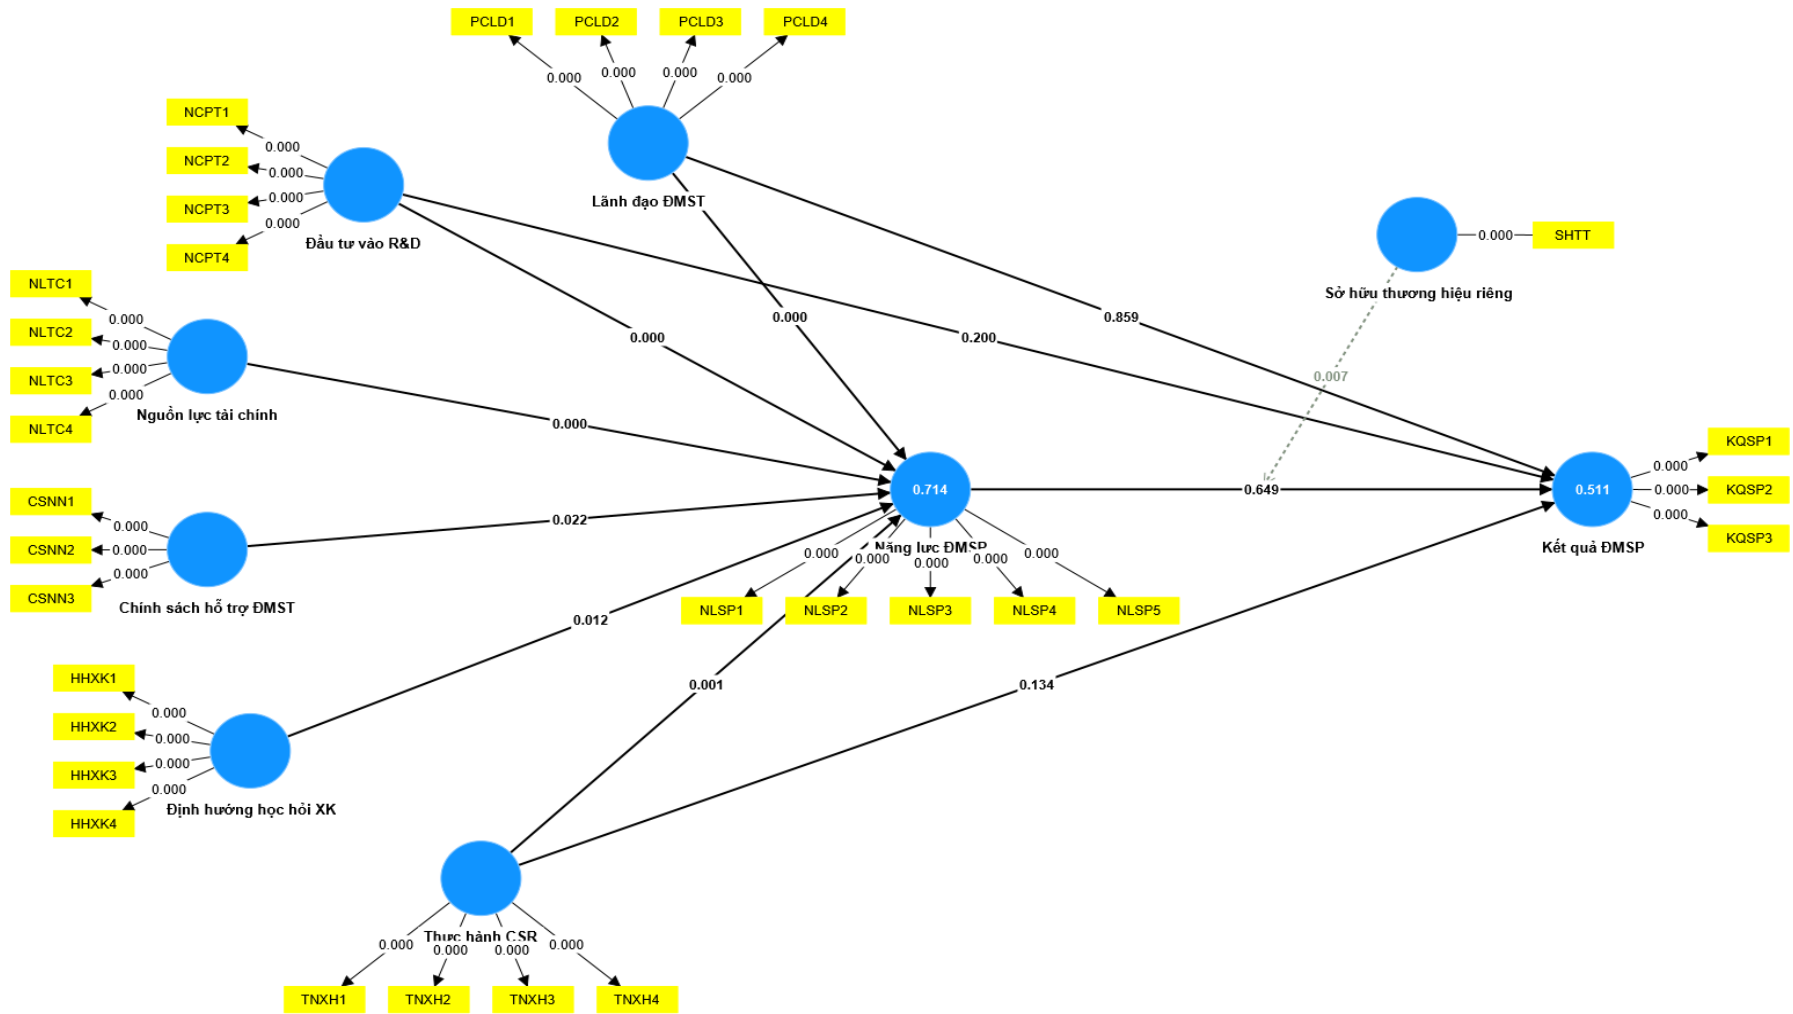 PCLD1
PCLD2
PCLD3
PCLD4
0.000
0.000
0.000
0.000
Lãnh đạo ĐMST
NCPT1
NCPT2
NCPT3
NCPT4
0.000
0.000
0.000
0.000
Đầu tư vào R&D
SHTT
0.000
Sở hữu thương hiệu riêng
NLTC1
NLTC2
NLTC3
NLTC4
0.000
0.000
0.000
0.000
Nguồn lực tài chính
0.000
0.000
0.859
0.200
0.007
0.000
CSNN1
CSNN2
CSNN3
0.000
0.000
0.000
Chính sách hỗ trợ ĐMST
0.022
0.714
Năng lực ĐMSP
0.649
0.511
Kết quả ĐMSP
KQSP1
KQSP2
KQSP3
0.000
0.000
0.000
0.000
0.000
0.000
0.000
0.000
NLSP1
NLSP2
NLSP3
NLSP4
NLSP5
HHXK1
HHXK2
HHXK3
HHXK4
0.000
0.000
0.000
0.000
Định hướng học hỏi XK
0.012
0.001
0.134
Thực hành CSR
0.000
0.000
0.000
0.000
TNXH1
TNXH2
TNXH3
TNXH4